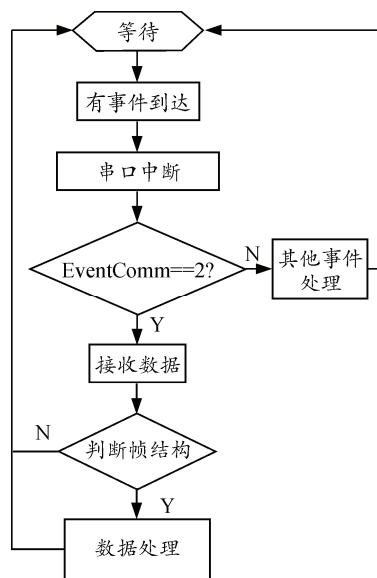 等待
有事件到达
串口中断
EventComm==2?
N
其他事件
处理
Y
接收数据
N
判断帧结构
Y
数据处理